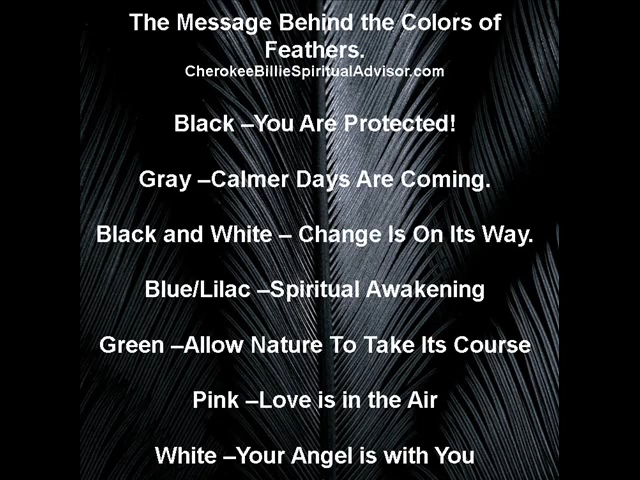 The Message Behind the Colors of
Feathers.
CherokeeBillieSpiritualAdvisor.com
Black –You Are Protected!
Gray –Calmer Days Are Coming.
Black and White – Change Is On Its Way.
Blue/Lilac –Spiritual Awakening
Green –Allow Nature To Take Its Course
Pink –Love is in the Air
White –Your Angel is with You